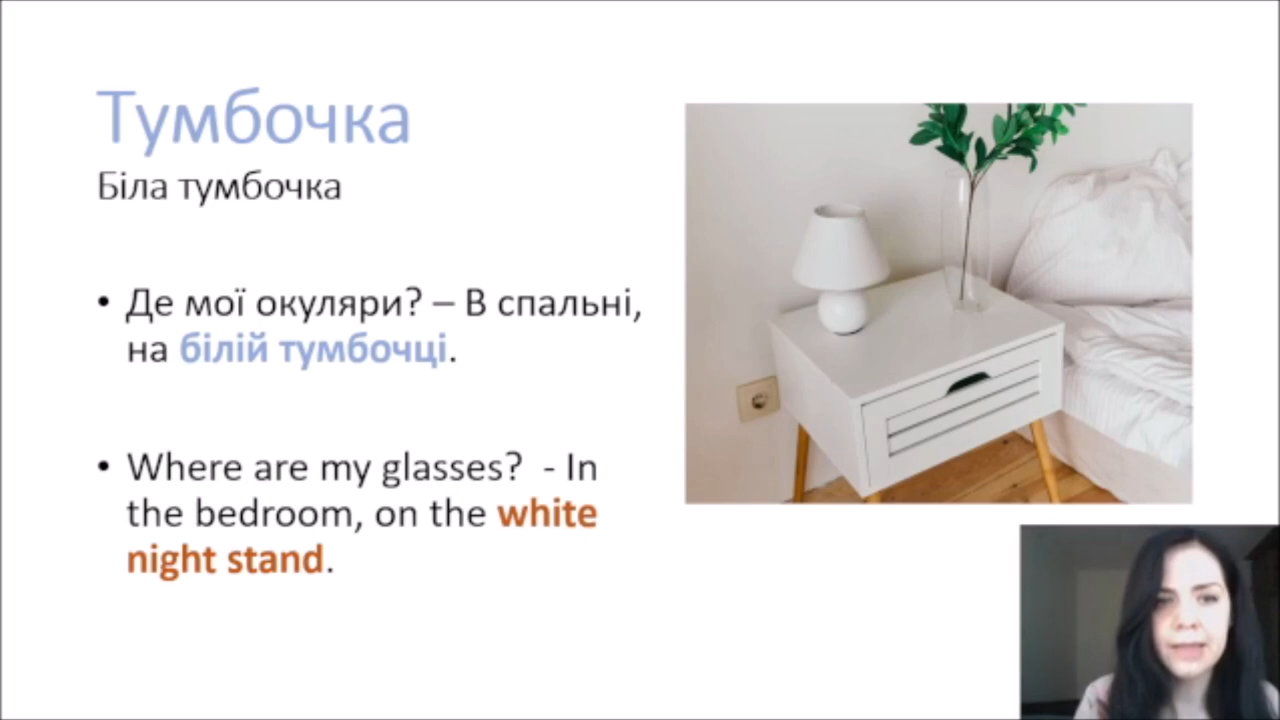 Тумбочка
Біла тумбочка
• Де мої окуляри? – В спальні,
на білій тумбочці.
• Where are my glasses?  - In
the bedroom, on the white
night stand.